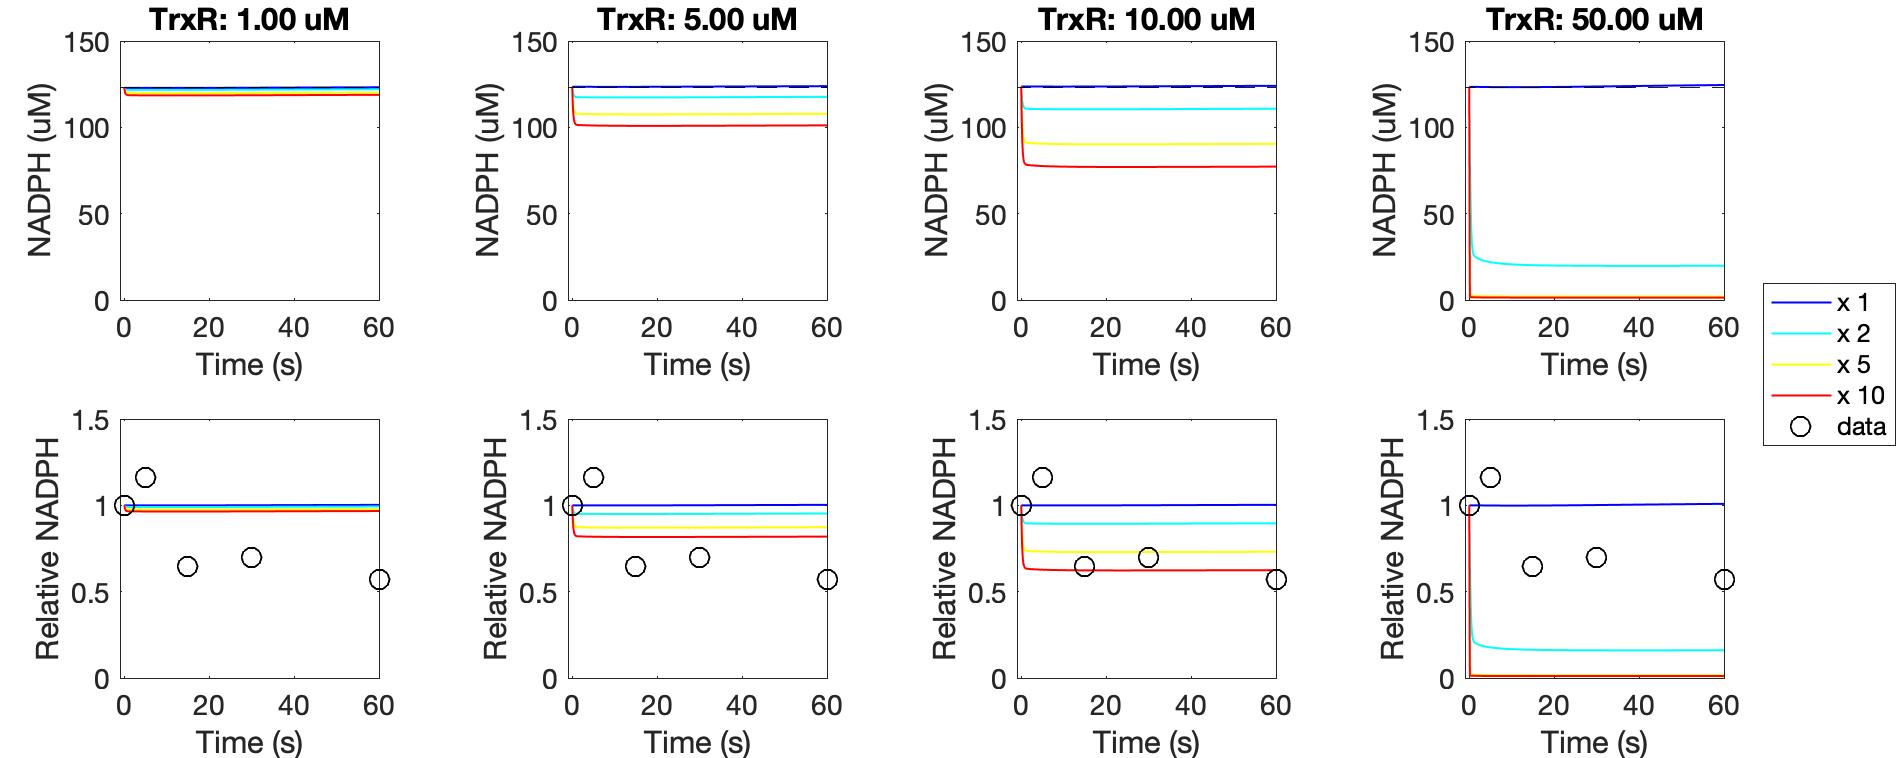 TrxR: 1.00 uM
TrxR: 5.00 uM
TrxR: 10.00 uM
TrxR: 50.00 uM
150
100
50
0
NADPH (uM)
0 20 40 60
Time (s)
150
100
50
0
NADPH (uM)
0 20 40 60
Time (s)
150
100
50
0
NADPH (uM)
0 20 40 60
Time (s)
150
100
50
0
NADPH (uM)
0 20 40 60
Time (s)
x 1
x 2
x 5
x 10
data
1.5
1
0.5
0
Relative NADPH
0 20 40 60
Time (s)
1.5
1
0.5
0
Relative NADPH
0 20 40 60
Time (s)
1.5
1
0.5
0
Relative NADPH
0 20 40 60
Time (s)
1.5
1
0.5
0
Relative NADPH
0 20 40 60
Time (s)